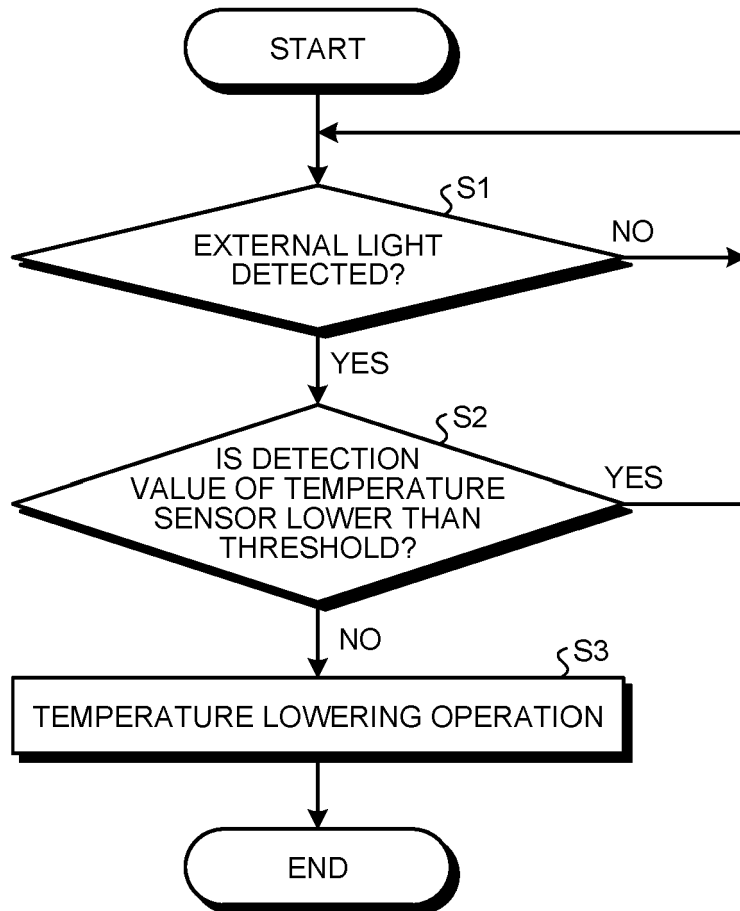 START
S1
EXTERNAL LIGHT
DETECTED?
NO
YES
S2
IS DETECTION
VALUE OF TEMPERATURE
SENSOR LOWER THAN
THRESHOLD?
YES
NO
S3
TEMPERATURE LOWERING OPERATION
END